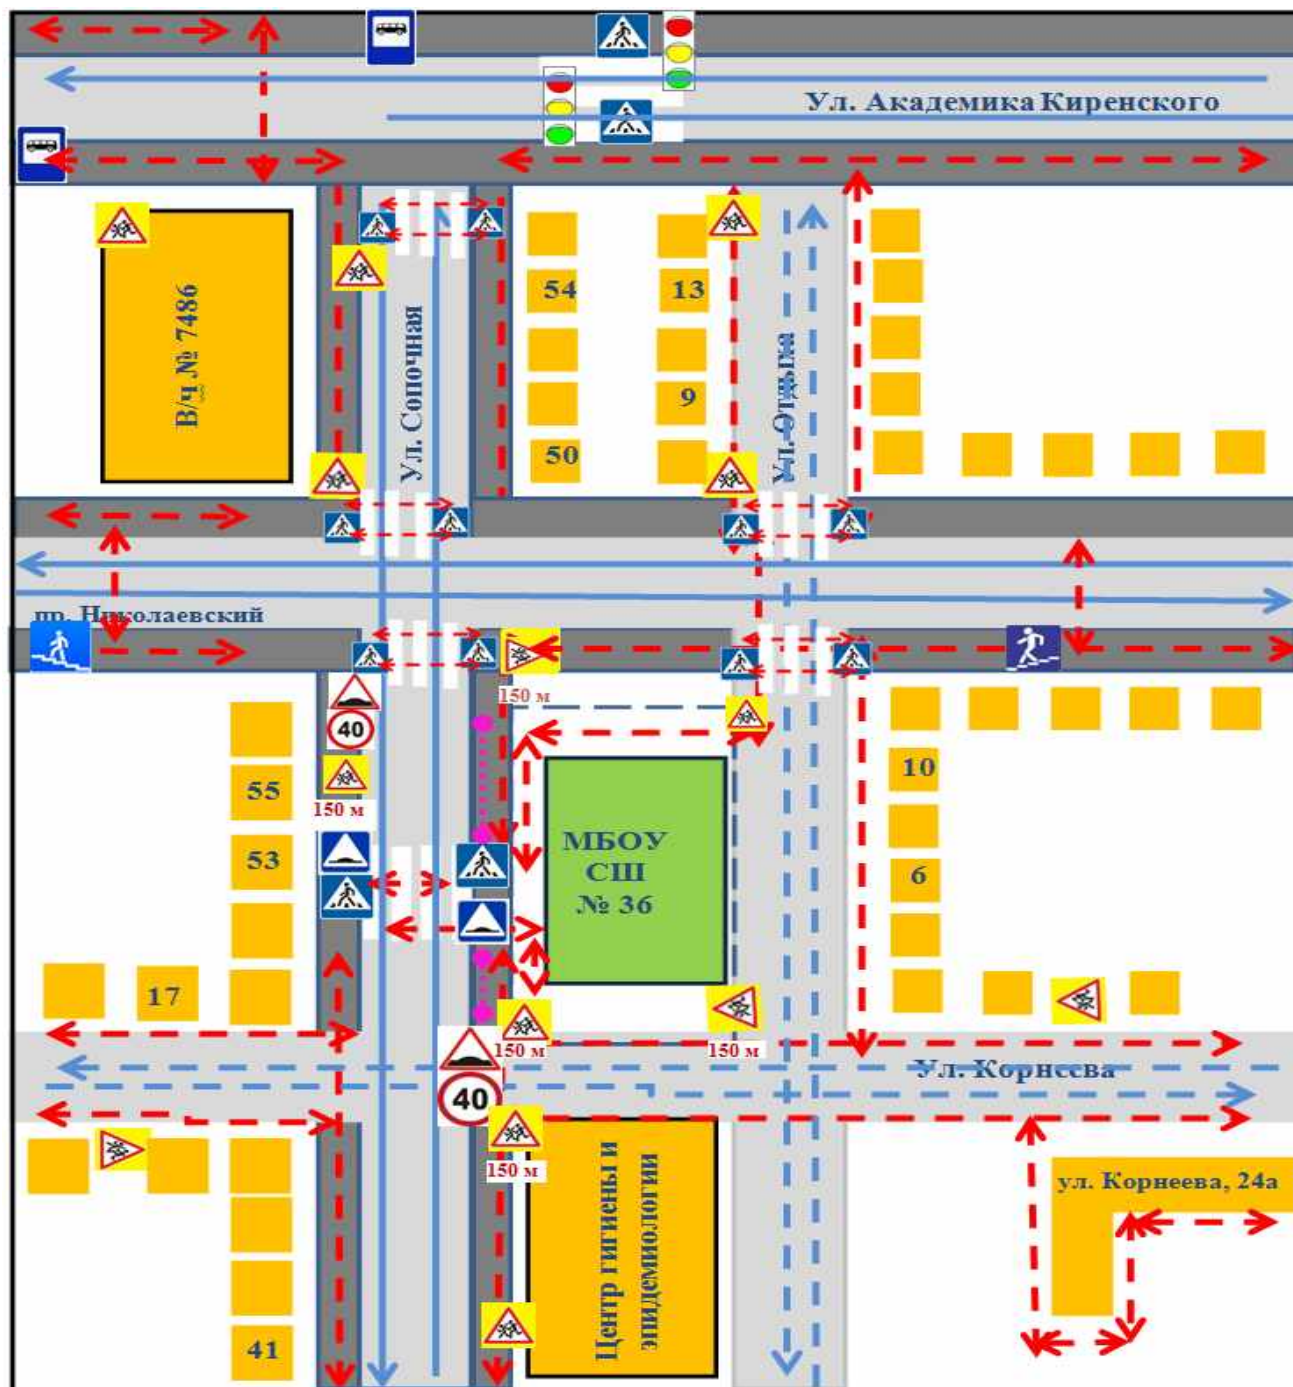 Ул. Академика Киренского
В/ч № 7486
Ул. Сопочная
54
13
9
50
Ул. Отдыха
пр. Николаевский
150 м
40
55
150 м
53
10
6
МБОУ
СШ
№ 36
17
150 м
150 м
Ул. Корнеева
40
150 м
Центр гигиены и
эпидемиологии
ул. Корнеева, 24а
41